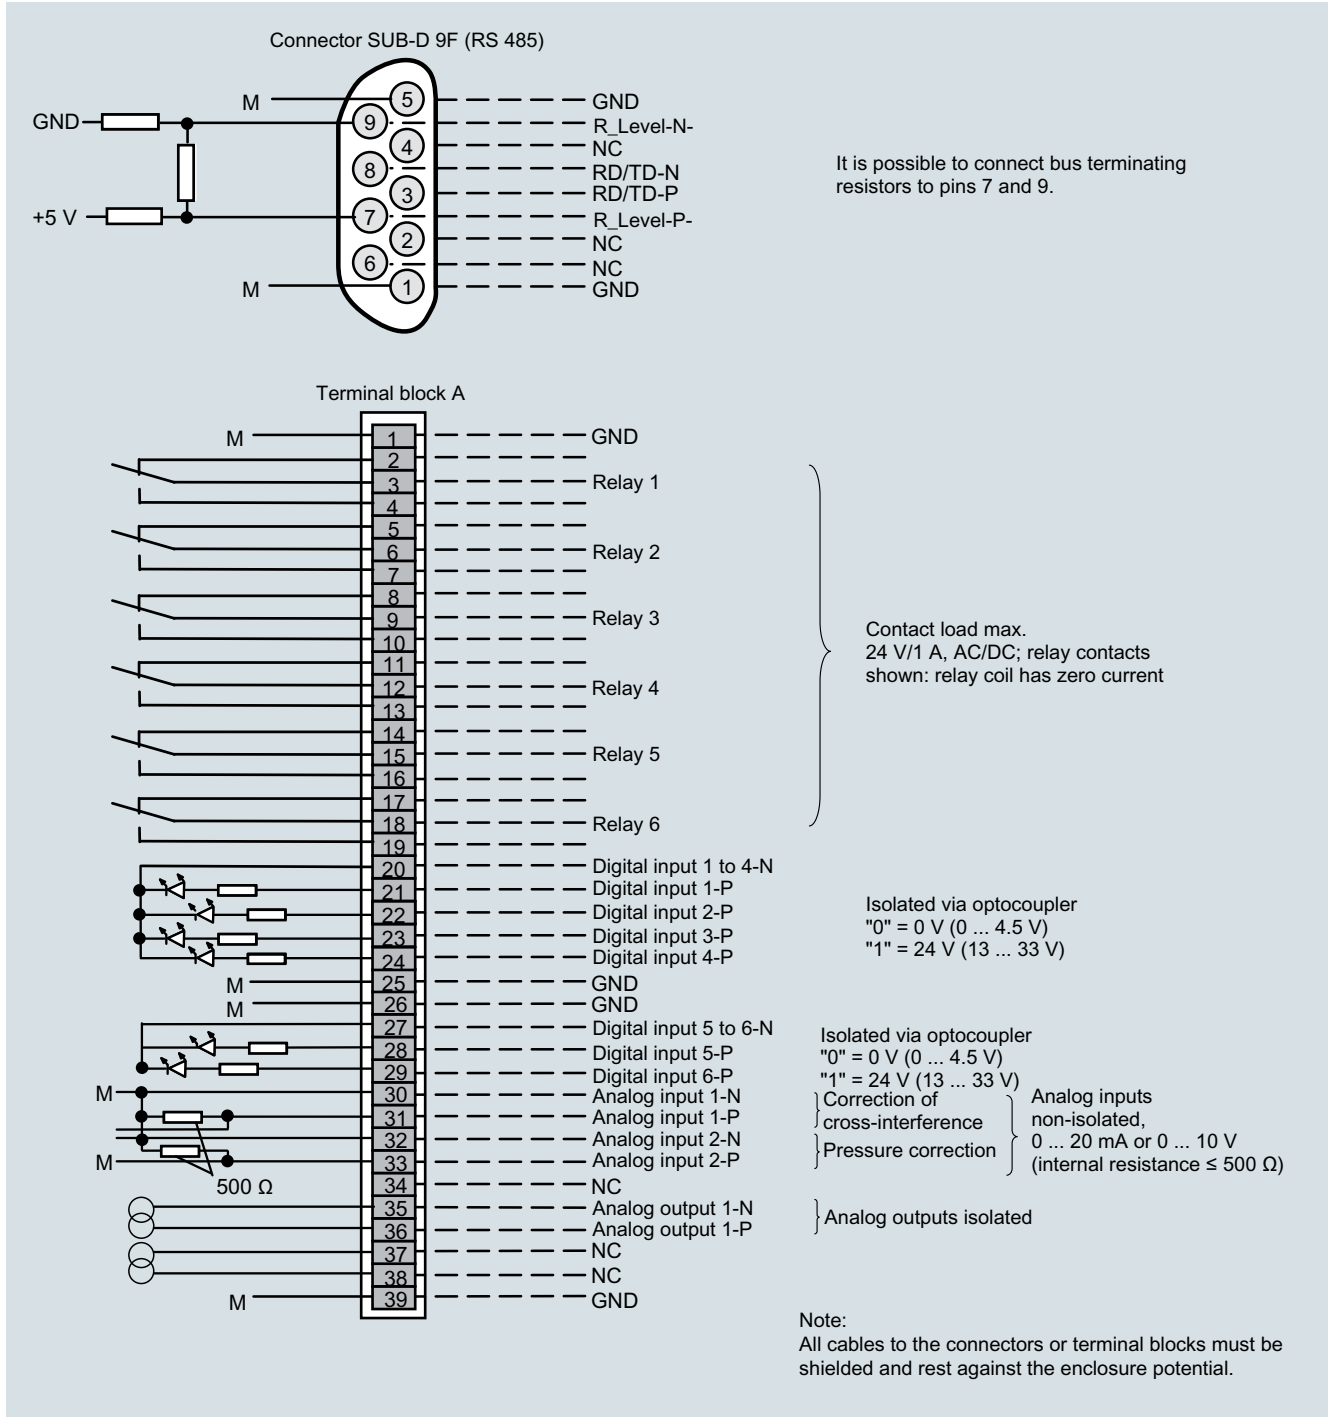 Connector SUB-D 9F (RS 485)
M 5 GND
GND 9 R_Level-N-
4 NC
8 RD/TD-N
3 RD/TD-P
+5 V 7 R_Level-P-
2 NC
6 NC
M 1 GND
It is possible to connect bus terminating
resistors to pins 7 and 9.
Terminal block A
M 1 GND
2
3 Relay 1
4
5
6 Relay 2
7
8
9 Relay 3
10
11
12 Relay 4
13
14
15 Relay 5
16
17
18 Relay 6
19
Contact load max.
24 V/1 A, AC/DC; relay contacts
shown: relay coil has zero current
20 Digital input 1 to 4-N
21 Digital input 1-P
22 Digital input 2-P
23 Digital input 3-P
24 Digital input 4-P
Isolated via optocoupler
"0" = 0 V (0 ... 4.5 V)
"1" = 24 V (13 ... 33 V)
M 25 GND
M 26 GND
27 Digital input 5 to 6-N
28 Digital input 5-P
29 Digital input 6-P
Isolated via optocoupler
"0" = 0 V (0 ... 4.5 V)
"1" = 24 V (13 ... 33 V)
M 30 Analog input 1-N
31 Analog input 1-P
32 Analog input 2-N
M 33 Analog input 2-P
500 Ω
Correction of
cross-interference
Pressure correction
Analog inputs
non-isolated,
0 ... 20 mA or 0 ... 10 V
(internal resistance ≤ 500 Ω)
34 NC
35 Analog output 1-N
36 Analog output 1-P
Analog outputs isolated
37 NC
38 NC
M 39 GND
Note:
All cables to the connectors or terminal blocks must be
shielded and rest against the enclosure potential.